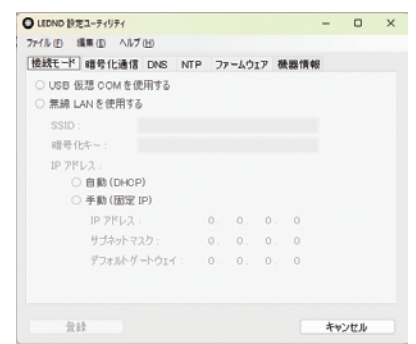 LEDND 設定ユーティリティ
ファイル(F) 編集(E) ヘルプ(H)
接続モード 暗号化通信 DNS NTP ファームウェア 機器情報
USB 仮想 COM を使用する
無線 LAN を使用する
SSID :
暗号化キー :
IP アドレス :
自動(DHCP)
手動(固定 IP)
IP アドレス : 0. 0. 0. 0
サブネットマスク : 0. 0. 0. 0
デフォルトゲートウェイ : 0. 0. 0. 0
登録 キャンセル